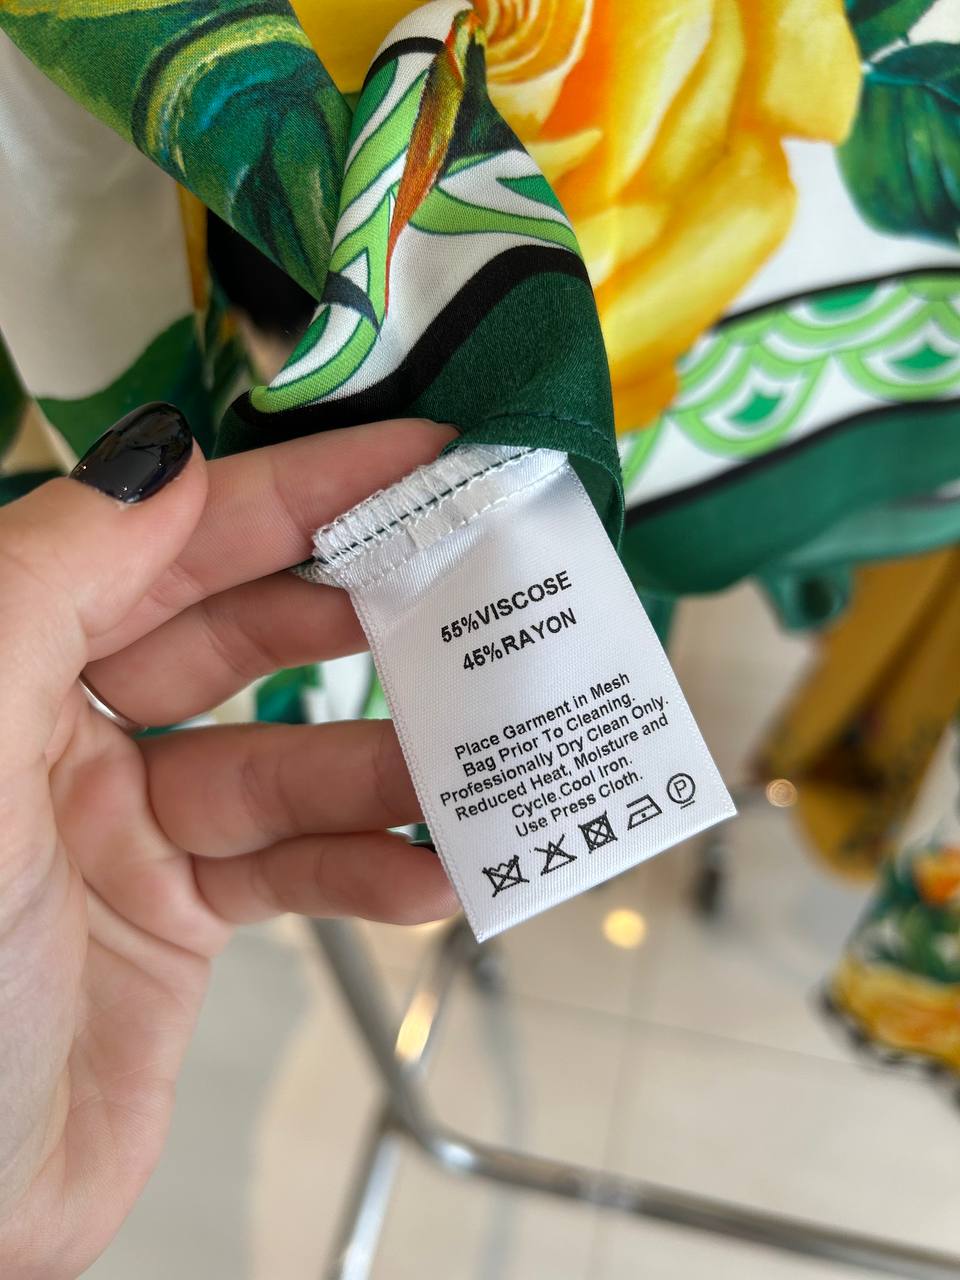 55%VISCOSE
45%RAYON
Place Garment in Mesh
Bag Prior To Cleaning.
Professionally Dry Clean Only.
Reduced Heat, Moisture and
Cycle.Cool Iron.
Use Press Cloth.
P